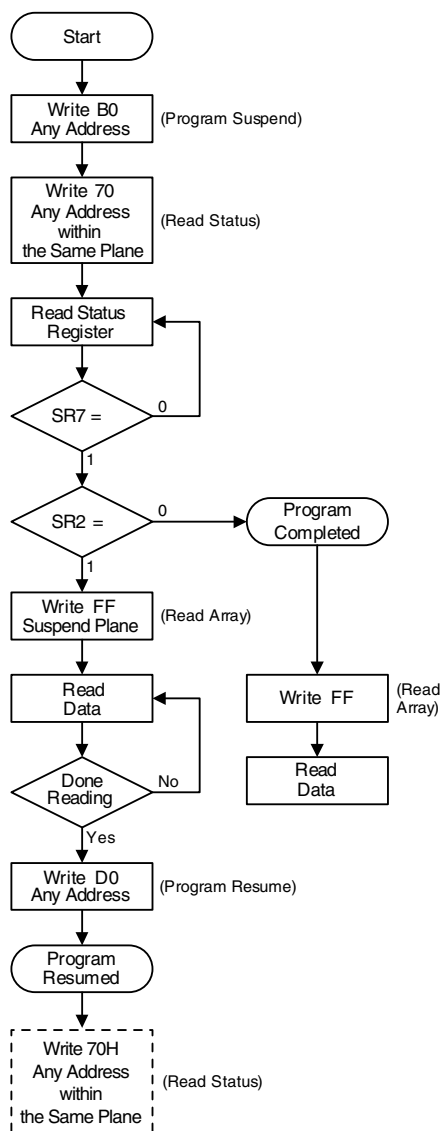 Start
Write B0
Any Address
(Program Suspend)
Write 70
Any Address
within
the Same Plane
(Read Status)
Read Status
Register
SR7 =
0
1
SR2 =
0
Program
Completed
1
Write FF
Suspend Plane
(Read Array)
Write FF
(Read
Array)
Read
Data
Read
Data
Done
Reading
No
Yes
Write D0
Any Address
(Program Resume)
Program
Resumed
Write 70H
Any Address
within
the Same Plane
(Read Status)